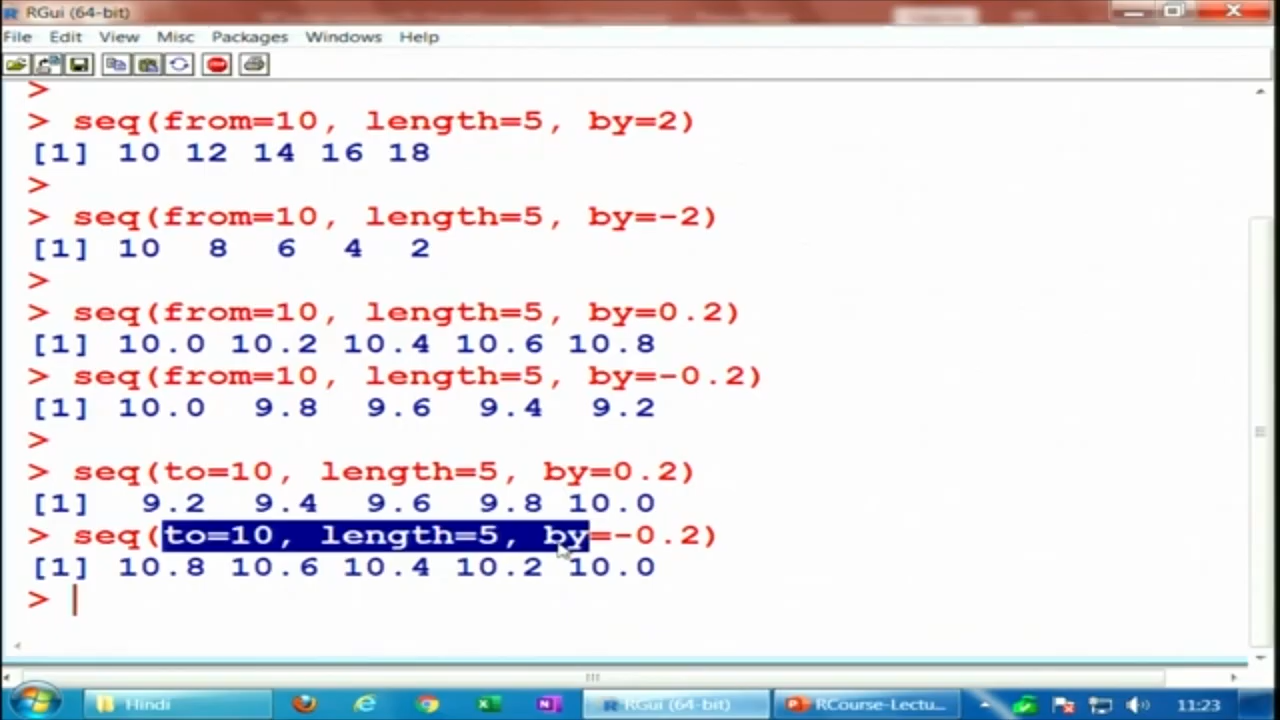 RGui (64-bit)
File Edit View Misc Packages Windows Help
>
> seq(from=10, length=5, by=2)
[1] 10 12 14 16 18
>
> seq(from=10, length=5, by=-2)
[1] 10 8 6 4 2
>
> seq(from=10, length=5, by=0.2)
[1] 10.0 10.2 10.4 10.6 10.8
> seq(from=10, length=5, by=-0.2)
[1] 10.0 9.8 9.6 9.4 9.2
>
> seq(to=10, length=5, by=0.2)
[1] 9.2 9.4 9.6 9.8 10.0
> seq(to=10, length=5, by=-0.2)
[1] 10.8 10.6 10.4 10.2 10.0
>
Hindi RGui (64-bit) RCourse-Lectu... 11:23